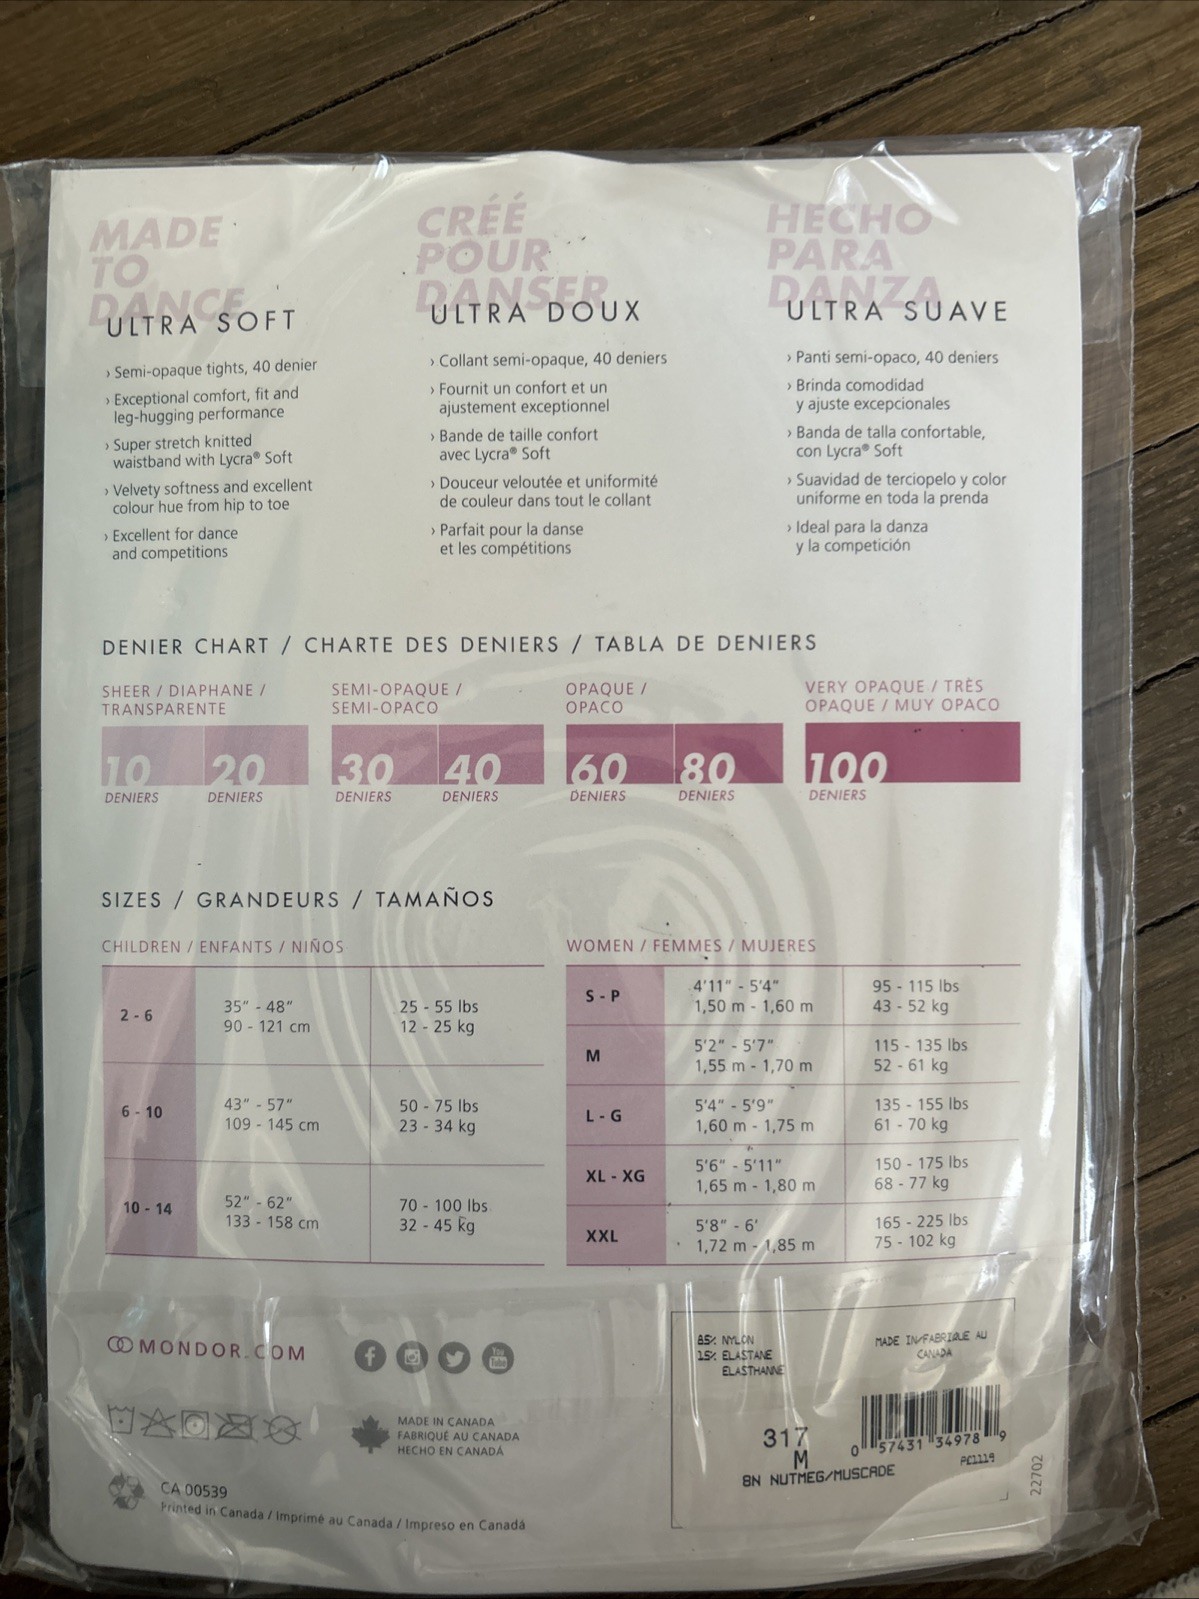 MADE
TO
DANCE
ULTRA SOFT
› Semi-opaque tights, 40 denier
› Exceptional comfort, fit and
leg-hugging performance
› Super stretch knitted
waistband with Lycra® Soft
› Velvety softness and excellent
colour hue from hip to toe
› Excellent for dance
and competitions
CRÉÉ
POUR
DANSER
ULTRA DOUX
› Collant semi-opaque, 40 deniers
› Fournit un confort et un
ajustement exceptionnel
› Bande de taille confort
avec Lycra® Soft
› Douceur veloutée et uniformité
de couleur dans tout le collant
› Parfait pour la danse
et les compétitions
HECHO
PARA
DANZA
ULTRA SUAVE
› Panti semi-opaco, 40 deniers
› Brinda comodidad
y ajuste excepcionales
› Banda de talla confortable,
con Lycra® Soft
› Suavidad de terciopelo y color
uniforme en toda la prenda
› Ideal para la danza
y la competición
DENIER CHART / CHARTE DES DENIERS / TABLA DE DENIERS
SHEER / DIAPHANE /
TRANSPARENTE
10 20
DENIERS DENIERS
SEMI-OPAQUE /
SEMI-OPACO
30 40
DENIERS DENIERS
OPAQUE /
OPACO
60 80
DENIERS DENIERS
VERY OPAQUE / TRÈS
OPAQUE / MUY OPACO
100
DENIERS
SIZES / GRANDEURS / TAMAÑOS
CHILDREN / ENFANTS / NIÑOS
2 - 6
35" - 48"
90 - 121 cm
25 - 55 lbs
12 - 25 kg
6 - 10
43" - 57"
109 - 145 cm
50 - 75 lbs
23 - 34 kg
10 - 14
52" - 62"
133 - 158 cm
70 - 100 lbs
32 - 45 kg
WOMEN / FEMMES / MUJERES
S - P
4'11" - 5'4"
1,50 m - 1,60 m
95 - 115 lbs
43 - 52 kg
M
5'2" - 5'7"
1,55 m - 1,70 m
115 - 135 lbs
52 - 61 kg
L - G
5'4" - 5'9"
1,60 m - 1,75 m
135 - 155 lbs
61 - 70 kg
XL - XG
5'6" - 5'11"
1,65 m - 1,80 m
150 - 175 lbs
68 - 77 kg
XXL
5'8" - 6'
1,72 m - 1,85 m
165 - 225 lbs
75 - 102 kg
MONDOR.COM
You
Tube
MADE IN CANADA
FABRIQUÉ AU CANADA
HECHO EN CANADÁ
CA 00539
Printed in Canada / Imprimé au Canada / Impreso en Canadá
85% NYLON
15% ELASTANE
ELASTHANNE
MADE IN/FABRIQUE AU
CANADA
317
M
8N NUTMEG/MUSCADE
0 57431 34978 9
PC1119
22702